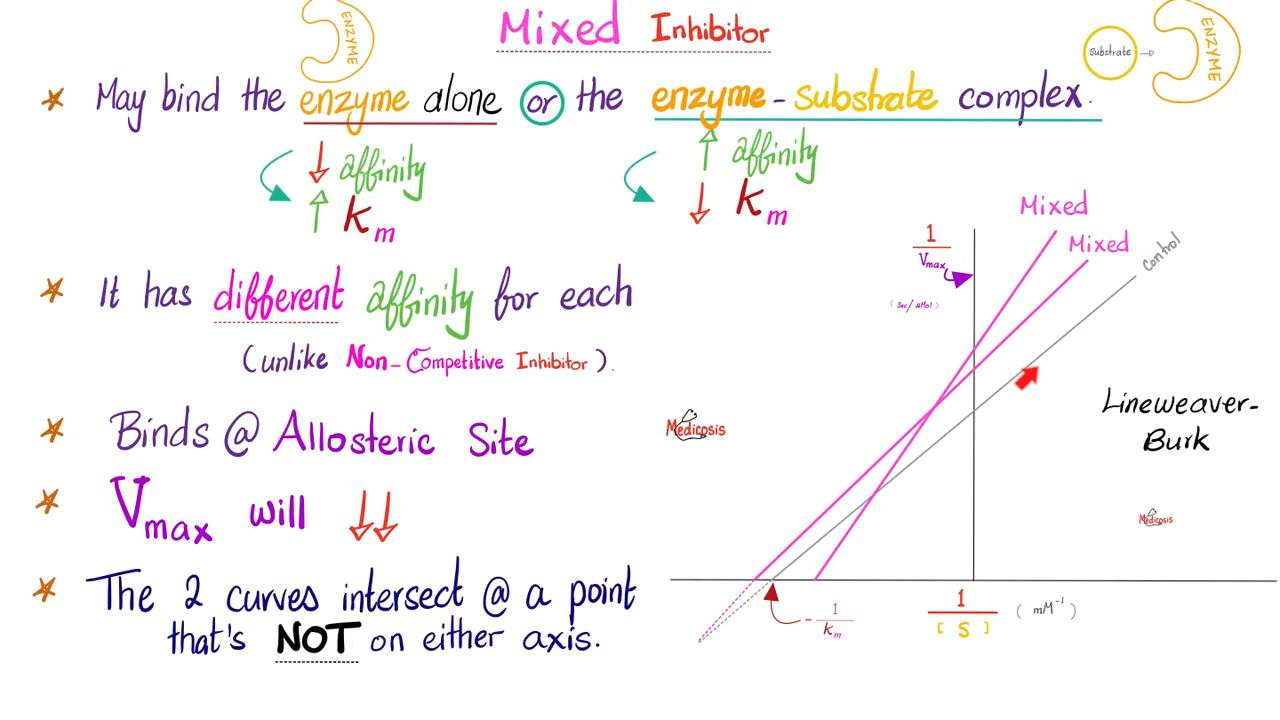 Mixed Inhibitor
ENZYME
Substrate
ENZYME
* May bind the enzyme alone or the enzyme - substrate complex.
↓ affinity
↑ Km
↑ affinity
↓ Km
* It has different affinity for each
(unlike Non-Competitive Inhibitor).
* Binds @ Allosteric Site
* Vmax will ↓↓
* The 2 curves intersect @ a point
that's NOT on either axis.
Mixed
Mixed
Control
1
Vmax
(Sec/μMol)
Lineweaver-
Burk
Medicosis
Medicosis
- 1
Km
1
[S]
(mM⁻¹)